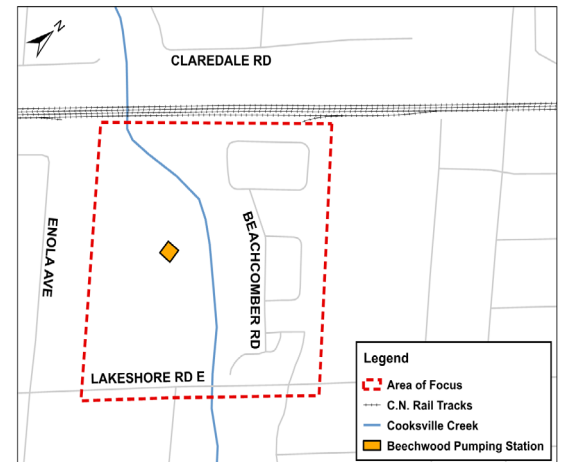 N
CLAREDALE RD
ENOLA AVE
BEACHCOMBER RD
LAKESHORE RD E
Legend
Area of Focus
C.N. Rail Tracks
Cooksville Creek
Beechwood Pumping Station